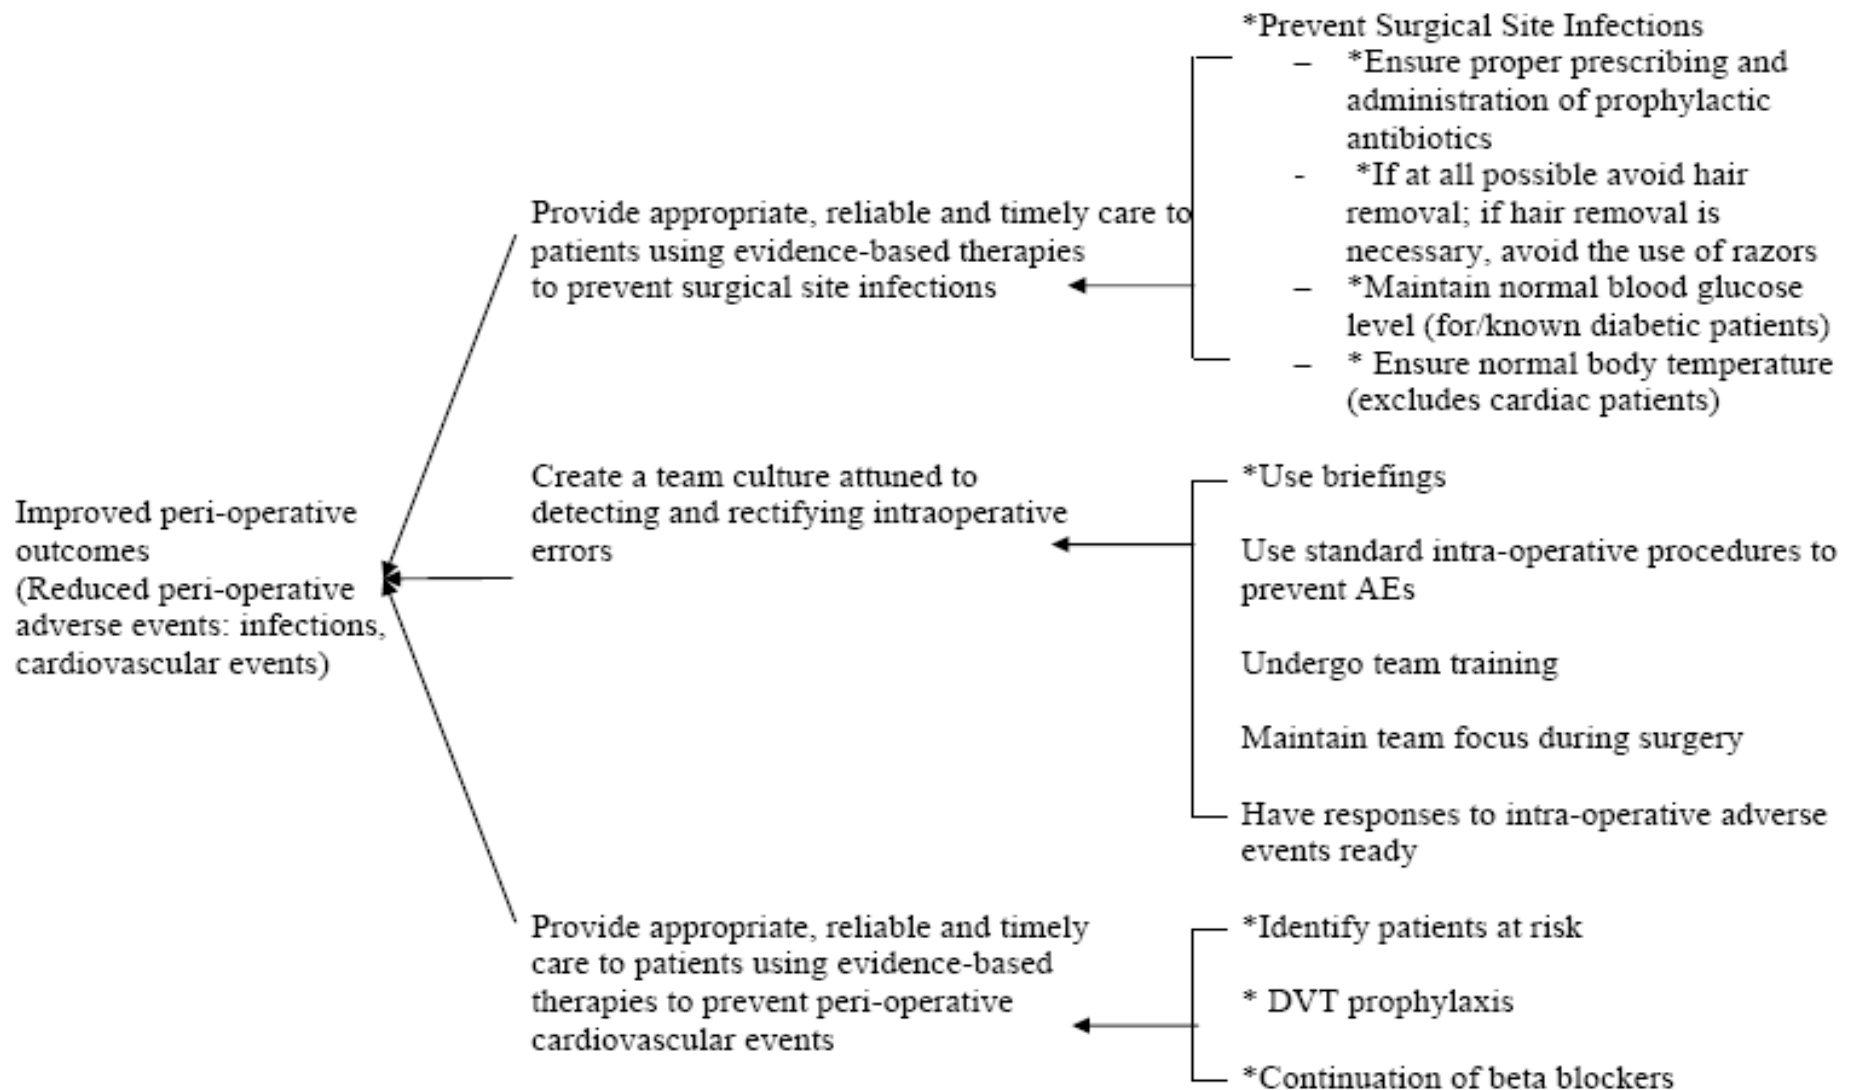 *Prevent Surgical Site Infections
– *Ensure proper prescribing and
administration of prophylactic
antibiotics
- *If at all possible avoid hair
removal; if hair removal is
necessary, avoid the use of razors
– *Maintain normal blood glucose
level (for/known diabetic patients)
– * Ensure normal body temperature
(excludes cardiac patients)
Provide appropriate, reliable and timely care to
patients using evidence-based therapies
to prevent surgical site infections
Create a team culture attuned to
detecting and rectifying intraoperative
errors
*Use briefings
Use standard intra-operative procedures to
prevent AEs
Undergo team training
Maintain team focus during surgery
Have responses to intra-operative adverse
events ready
Improved peri-operative
outcomes
(Reduced peri-operative
adverse events: infections,
cardiovascular events)
Provide appropriate, reliable and timely
care to patients using evidence-based
therapies to prevent peri-operative
cardiovascular events
*Identify patients at risk
* DVT prophylaxis
*Continuation of beta blockers